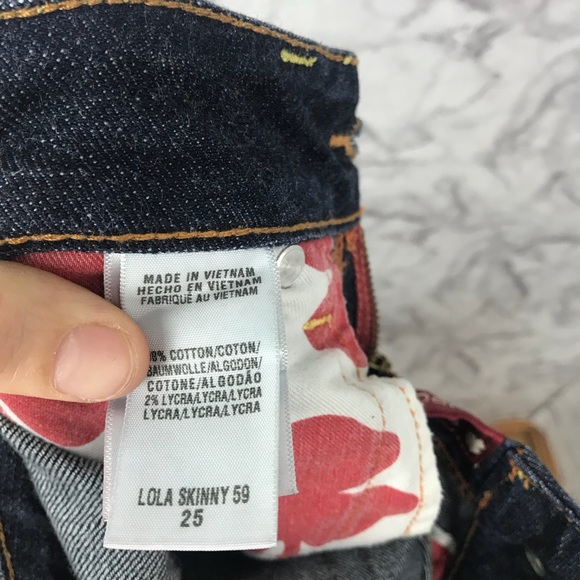 MADE IN VIETNAM
HECHO EN VIETNAM
FABRIQUÉ AU VIETNAM
98% COTTON/COTON/
BAUMWOLLE/ALGODON/
COTONE/ALGODÃO
2% LYCRA/LYCRA/LYCRA
LYCRA/LYCRA/LYCRA
LOLA SKINNY 59
25